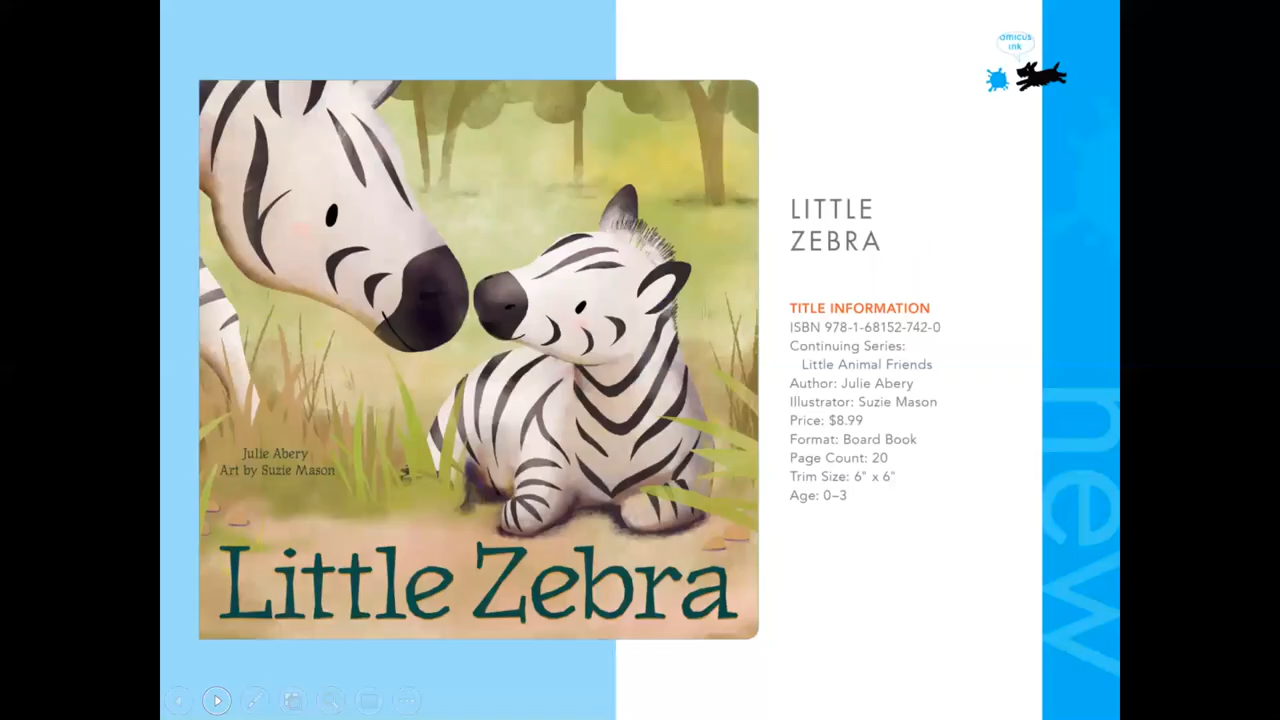 amicus
ink
LITTLE
ZEBRA
TITLE INFORMATION
ISBN 978-1-68152-742-0
Continuing Series:
Little Animal Friends
Author: Julie Abery
Illustrator: Suzie Mason
Price: $8.99
Format: Board Book
Page Count: 20
Trim Size: 6" x 6"
Age: 0–3
Julie Abery
Art by Suzie Mason
Little Zebra
new